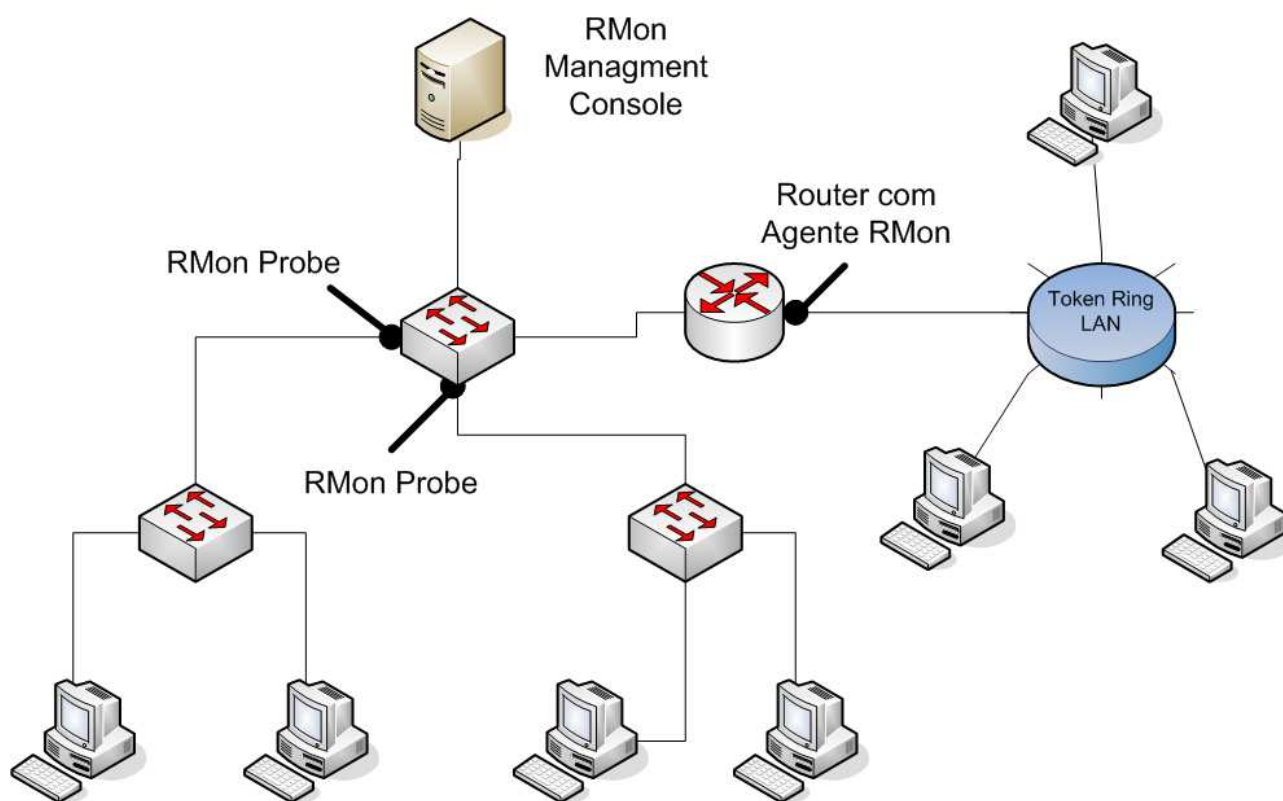 RMon
Managment
Console
Router com
Agente RMon
RMon Probe
Token Ring
LAN
RMon Probe